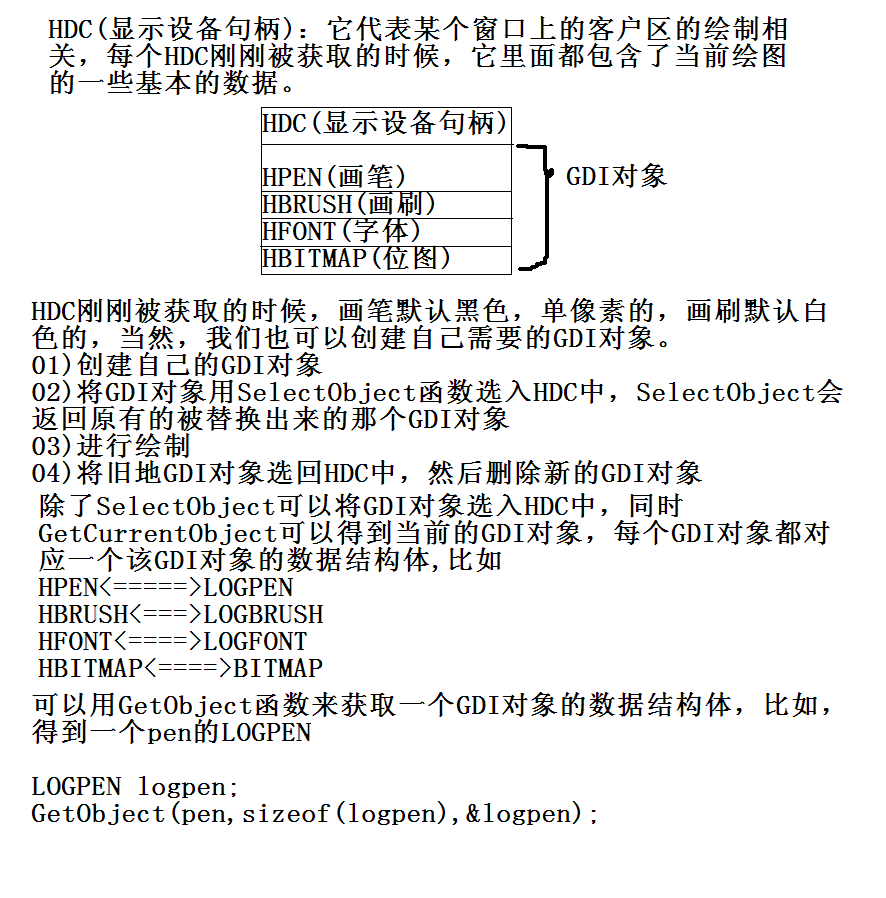 HDC(显示设备句柄)：它代表某个窗口上的客户区的绘制相
关，每个HDC刚刚被获取的时候，它里面都包含了当前绘图
的一些基本的数据。
HDC(显示设备句柄)
HPEN(画笔)
GDI对象
HBRUSH(画刷)
HFONT(字体)
HBITMAP(位图)
HDC刚刚被获取的时候，画笔默认黑色，单像素的，画刷默认白
色的，当然，我们也可以创建自己需要的GDI对象。
01)创建自己的GDI对象
02)将GDI对象用SelectObject函数选入HDC中，SelectObject会
返回原有的被替换出来的那个GDI对象
03)进行绘制
04)将旧地GDI对象选回HDC中，然后删除新的GDI对象
除了SelectObject可以将GDI对象选入HDC中，同时
GetCurrentObject可以得到当前的GDI对象，每个GDI对象都对
应一个该GDI对象的数据结构体,比如
HPEN<=====>LOGPEN
HBRUSH<===>LOGBRUSH
HFONT<====>LOGFONT
HBITMAP<====>BITMAP
可以用GetObject函数来获取一个GDI对象的数据结构体，比如，
得到一个pen的LOGPEN
LOGPEN logpen;
GetObject(pen,sizeof(logpen),&logpen);